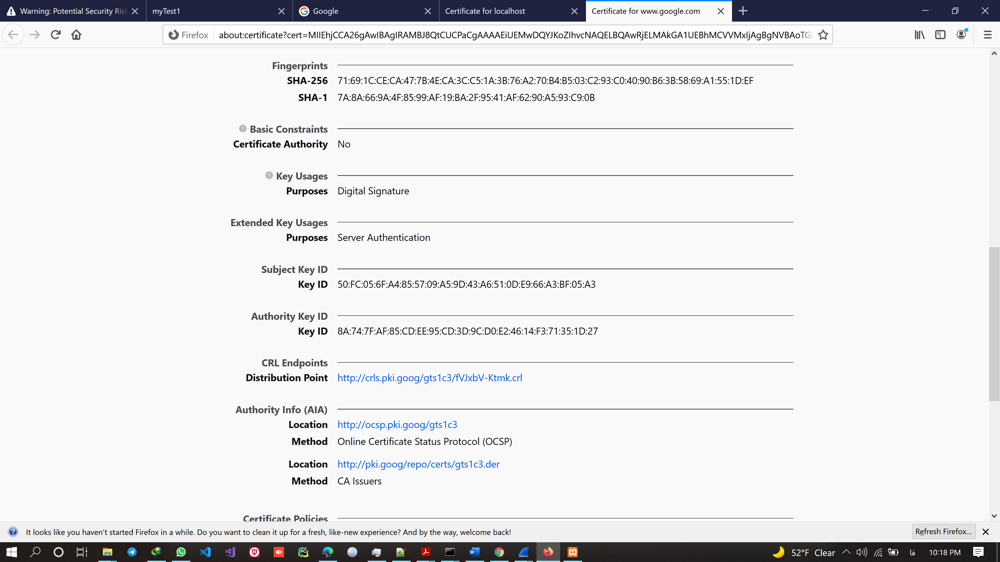 Warning: Potential Security Risk
myTest1
Google
Certificate for localhost
Certificate for www.google.com
Firefox
about:certificate?cert=MIIEhjCCA26gAwIBAgIRAMBJ8QtCUCPaCgAAAAEiUEMwDQYJKoZIhvcNAQELBQAwRjELMAkGA1UEBhMCVVMxIjAgBgNVBAoTGU
Fingerprints
SHA-256 71:69:1C:CE:CA:47:7B:4E:CA:3C:C5:1A:3B:76:A2:70:B4:B5:03:C2:93:C0:40:90:B6:3B:58:69:A1:55:1D:EF
SHA-1 7A:8A:66:9A:4F:85:99:AF:19:BA:2F:95:41:AF:62:90:A5:93:C9:0B
Basic Constraints
Certificate Authority No
Key Usages
Purposes Digital Signature
Extended Key Usages
Purposes Server Authentication
Subject Key ID
Key ID 50:FC:05:6F:A4:85:57:09:A5:9D:43:A6:51:0D:E9:66:A3:BF:05:A3
Authority Key ID
Key ID 8A:74:7F:AF:85:CD:EE:95:CD:3D:9C:D0:E2:46:14:F3:71:35:1D:27
CRL Endpoints
Distribution Point http://crls.pki.goog/gts1c3/fVJxbV-Ktmk.crl
Authority Info (AIA)
Location http://ocsp.pki.goog/gts1c3
Method Online Certificate Status Protocol (OCSP)
Location http://pki.goog/repo/certs/gts1c3.der
Method CA Issuers
Certificate Policies
It looks like you haven't started Firefox in a while. Do you want to clean it up for a fresh, like-new experience? And by the way, welcome back!
Refresh Firefox...
52°F Clear
فا
10:18 PM